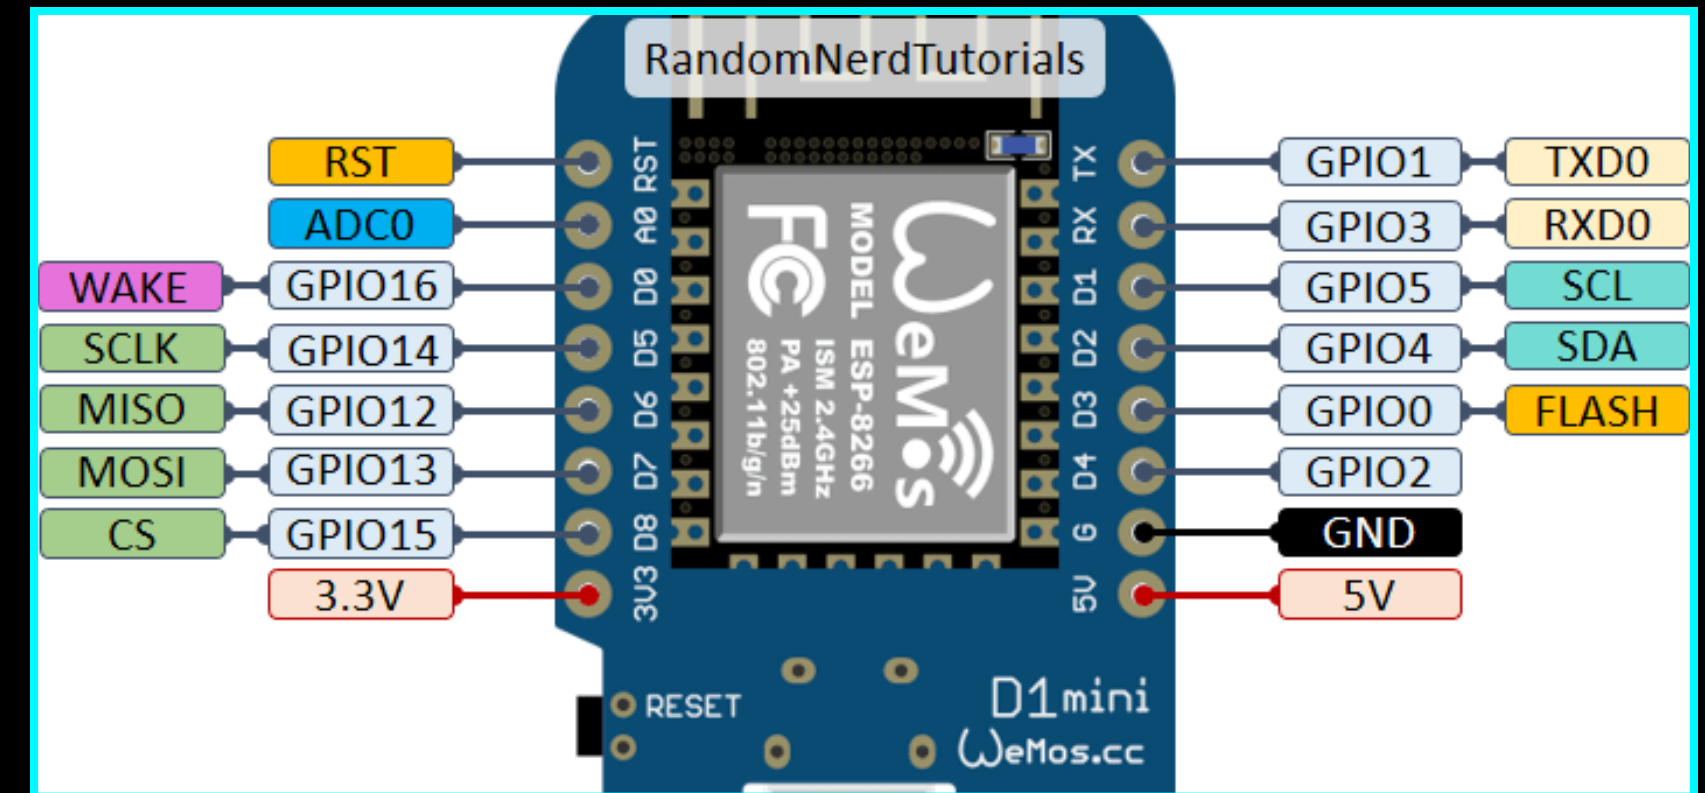 RandomNerdTutorials
RST RST TX GPIO1 TXD0
ADC0 A0 RX GPIO3 RXD0
WAKE GPIO16 D0 D1 GPIO5 SCL
SCLK GPIO14 D5 D2 GPIO4 SDA
MISO GPIO12 D6 D3 GPIO0 FLASH
MOSI GPIO13 D7 D4 GPIO2
CS GPIO15 D8 G GND
3.3V 3V3 5V 5V
WeMos
MODEL ESP-8266
ISM 2.4GHz
PA +25dBm
802.11b/g/n
FC
RESET
D1 mini
WeMos.cc